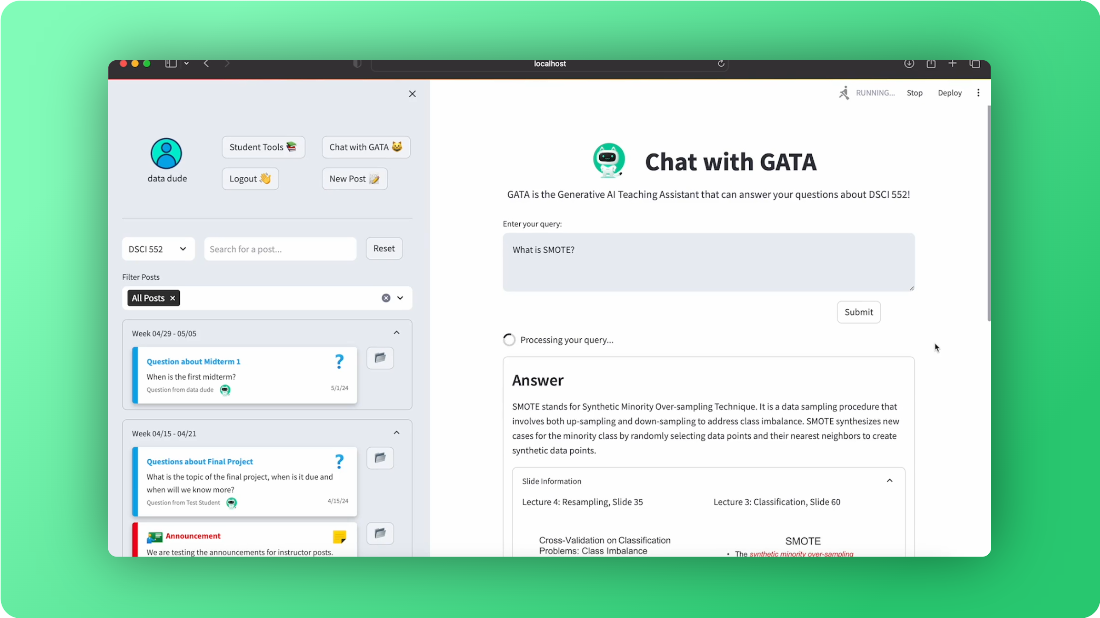 localhost
RUNNING...
Stop
Deploy
data dude
Student Tools
Chat with GATA
Logout
New Post
DSCI 552
Search for a post...
Reset
Filter Posts
All Posts
Week 04/29 - 05/05
Question about Midterm 1
When is the first midterm?
Question from data dude
5/2/24
Week 04/15 - 04/21
Questions about Final Project
What is the topic of the final project, when is it due and
when will we know more?
Question from Test Student
4/15/24
Announcement
We are testing the announcements for instructor posts.
Chat with GATA
GATA is the Generative AI Teaching Assistant that can answer your questions about DSCI 552!
Enter your query:
What is SMOTE?
Submit
Processing your query...
Answer
SMOTE stands for Synthetic Minority Over-sampling Technique. It is a data sampling procedure that
involves both up-sampling and down-sampling to address class imbalance. SMOTE synthesizes new
cases for the minority class by randomly selecting data points and their nearest neighbors to create
synthetic data points.
Slide Information
Lecture 4: Resampling, Slide 35
Lecture 3: Classification, Slide 60
Cross-Validation on Classification
Problems: Class Imbalance
SMOTE
• The synthetic minority over-sampling